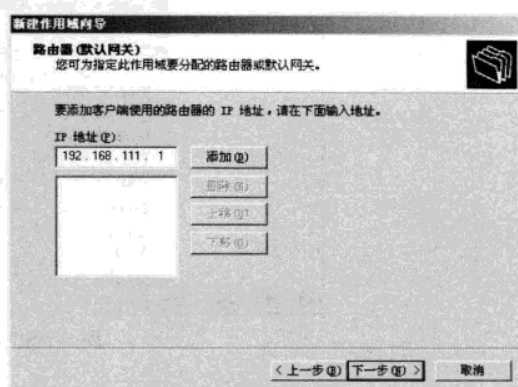 新建作用域向导
路由器(默认网关)
您可为指定此作用域要分配的路由器或默认网关。
要添加客户端使用的路由器的 IP 地址，请在下面输入地址。
IP 地址(P):
192 . 168 . 111 . 1
添加(D)
删除(R)
上移(U)
下移(O)
< 上一步(B)
下一步(N) >
取消